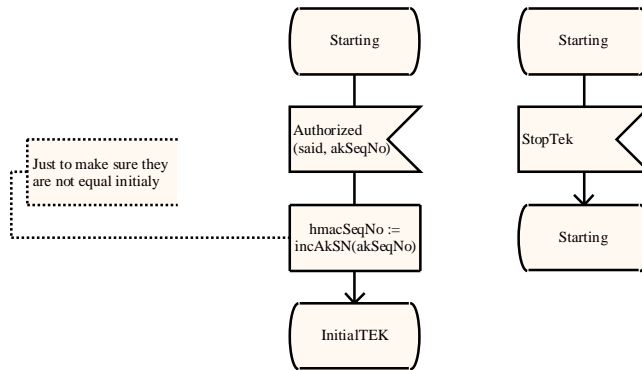 Starting
Starting
Authorized
(said, akSeqNo)
StopTek
Just to make sure they
are not equal initialy
hmacSeqNo :=
incAkSN(akSeqNo)
Starting
InitialTEK